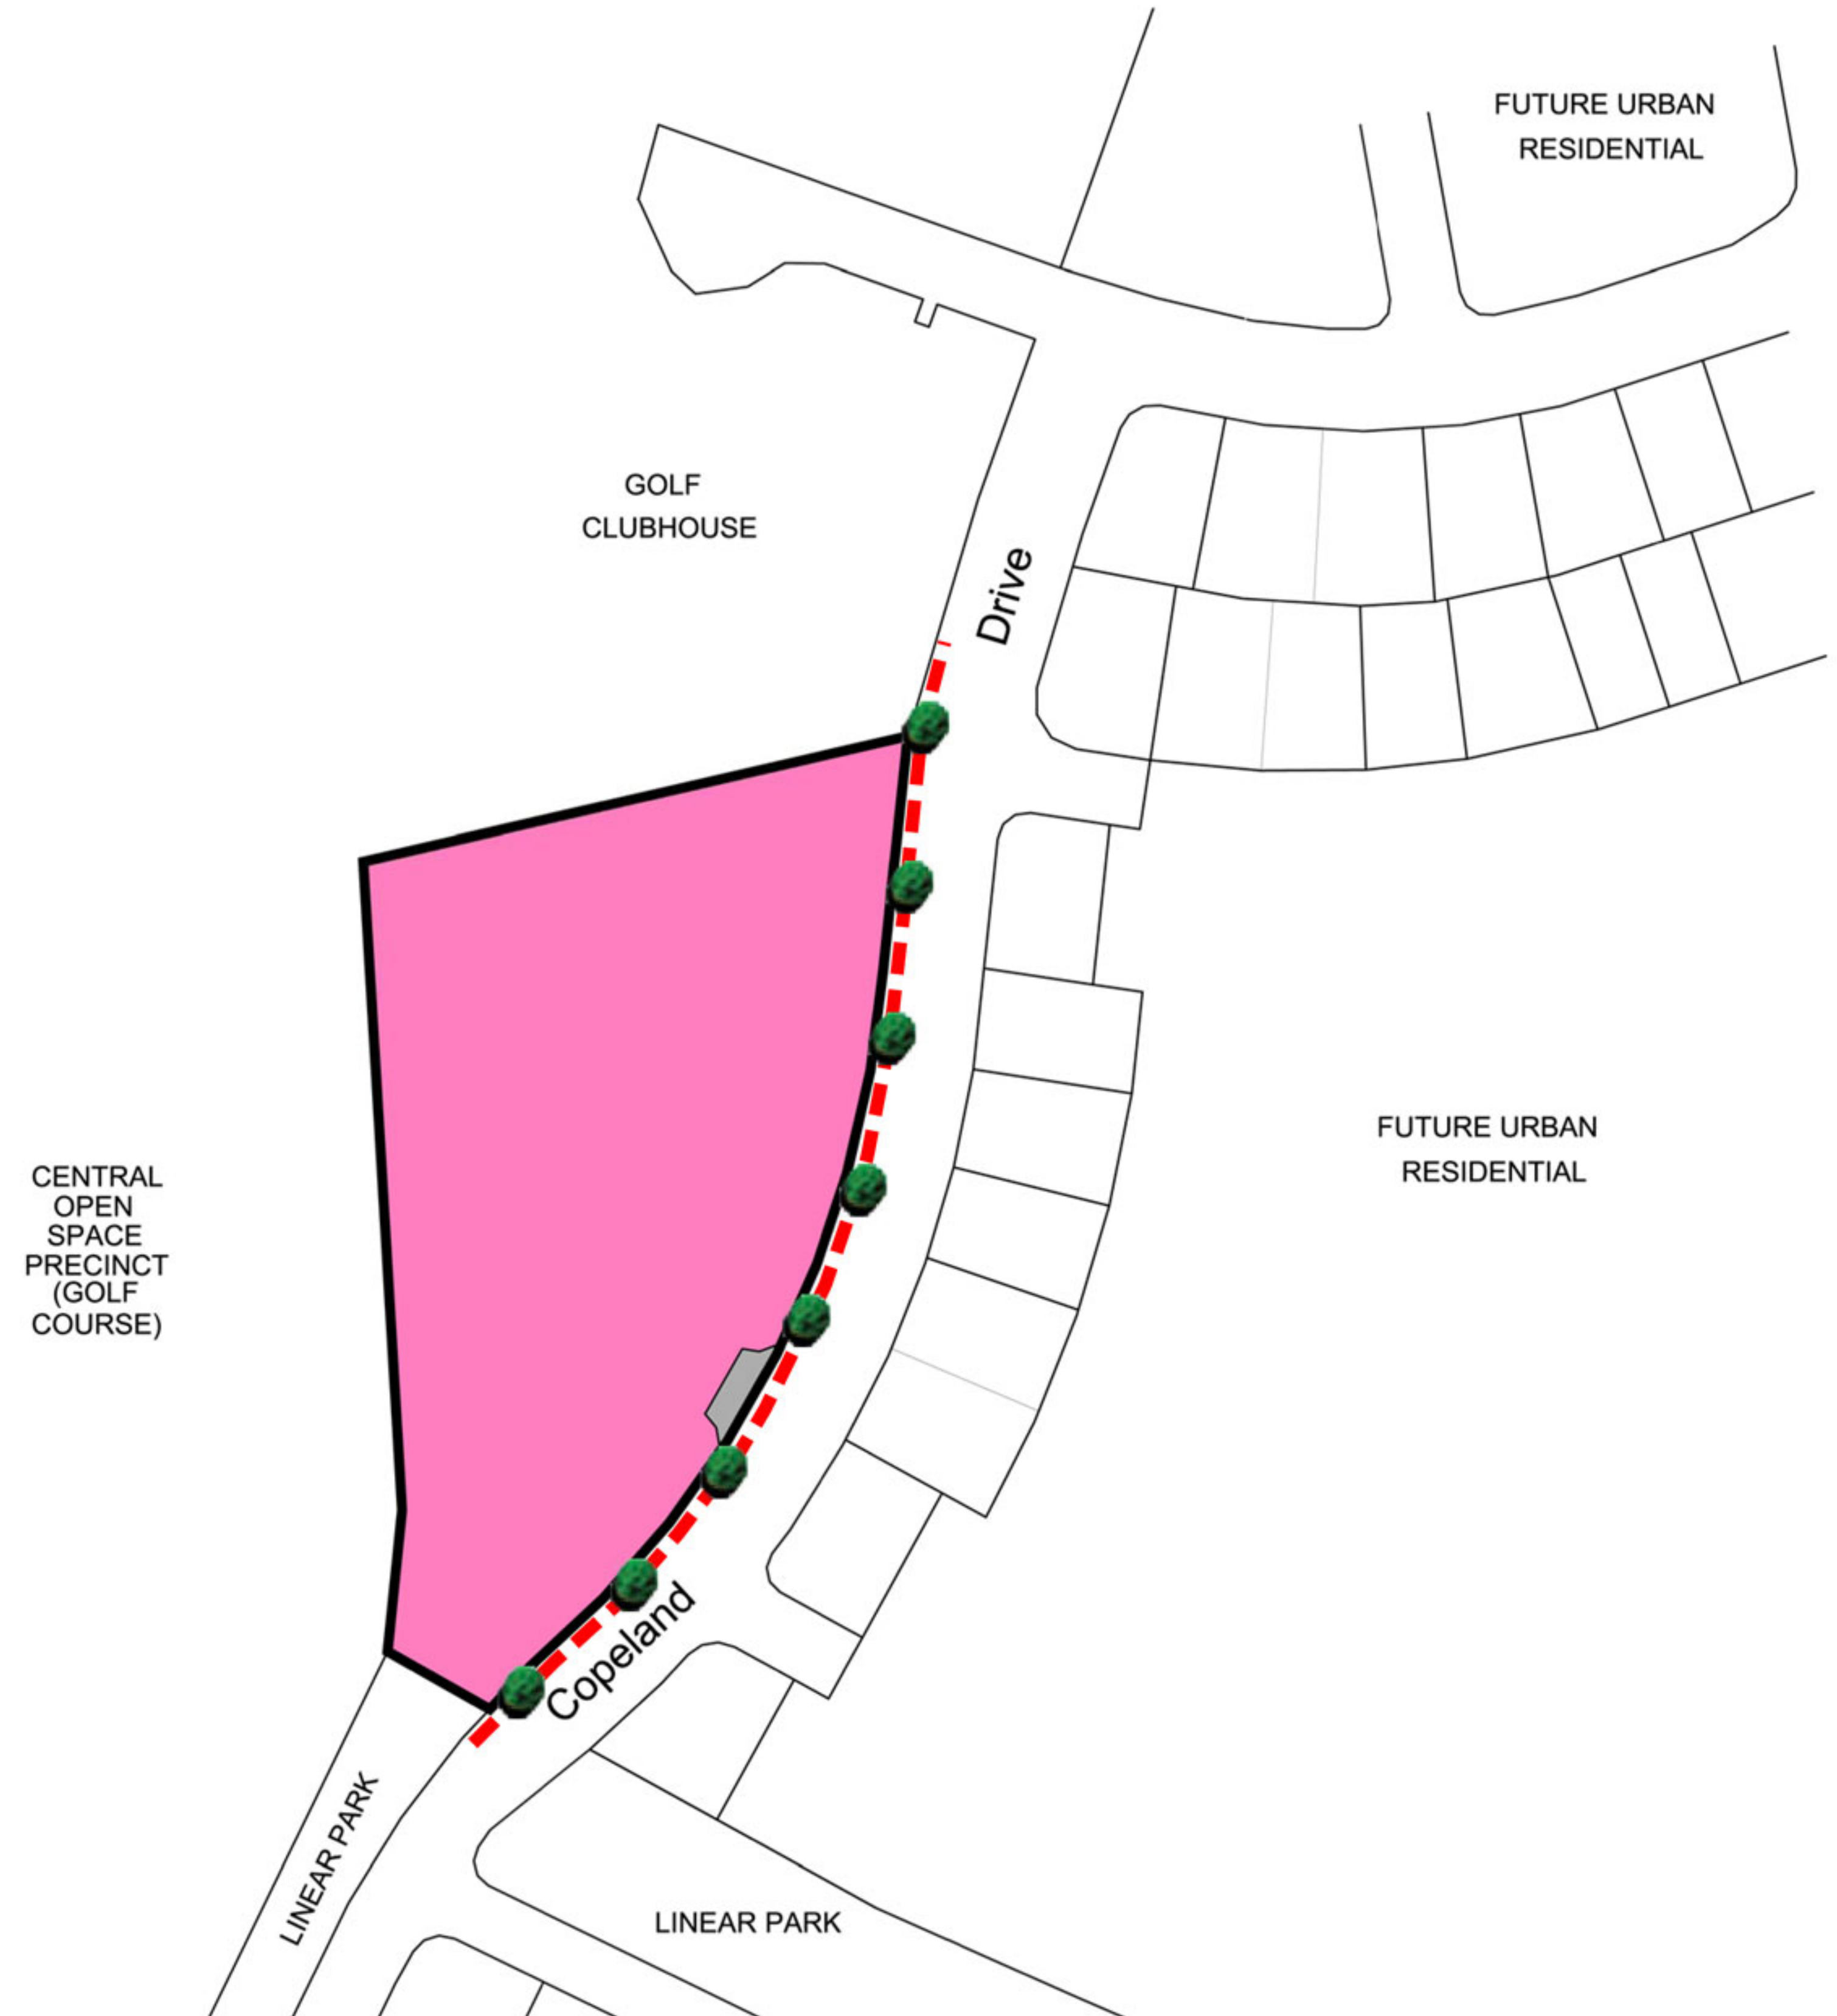 FUTURE URBAN
RESIDENTIAL
GOLF
CLUBHOUSE
Drive
FUTURE URBAN
RESIDENTIAL
CENTRAL
OPEN
SPACE
PRECINCT
(GOLF
COURSE)
Copeland
LINEAR PARK
LINEAR PARK